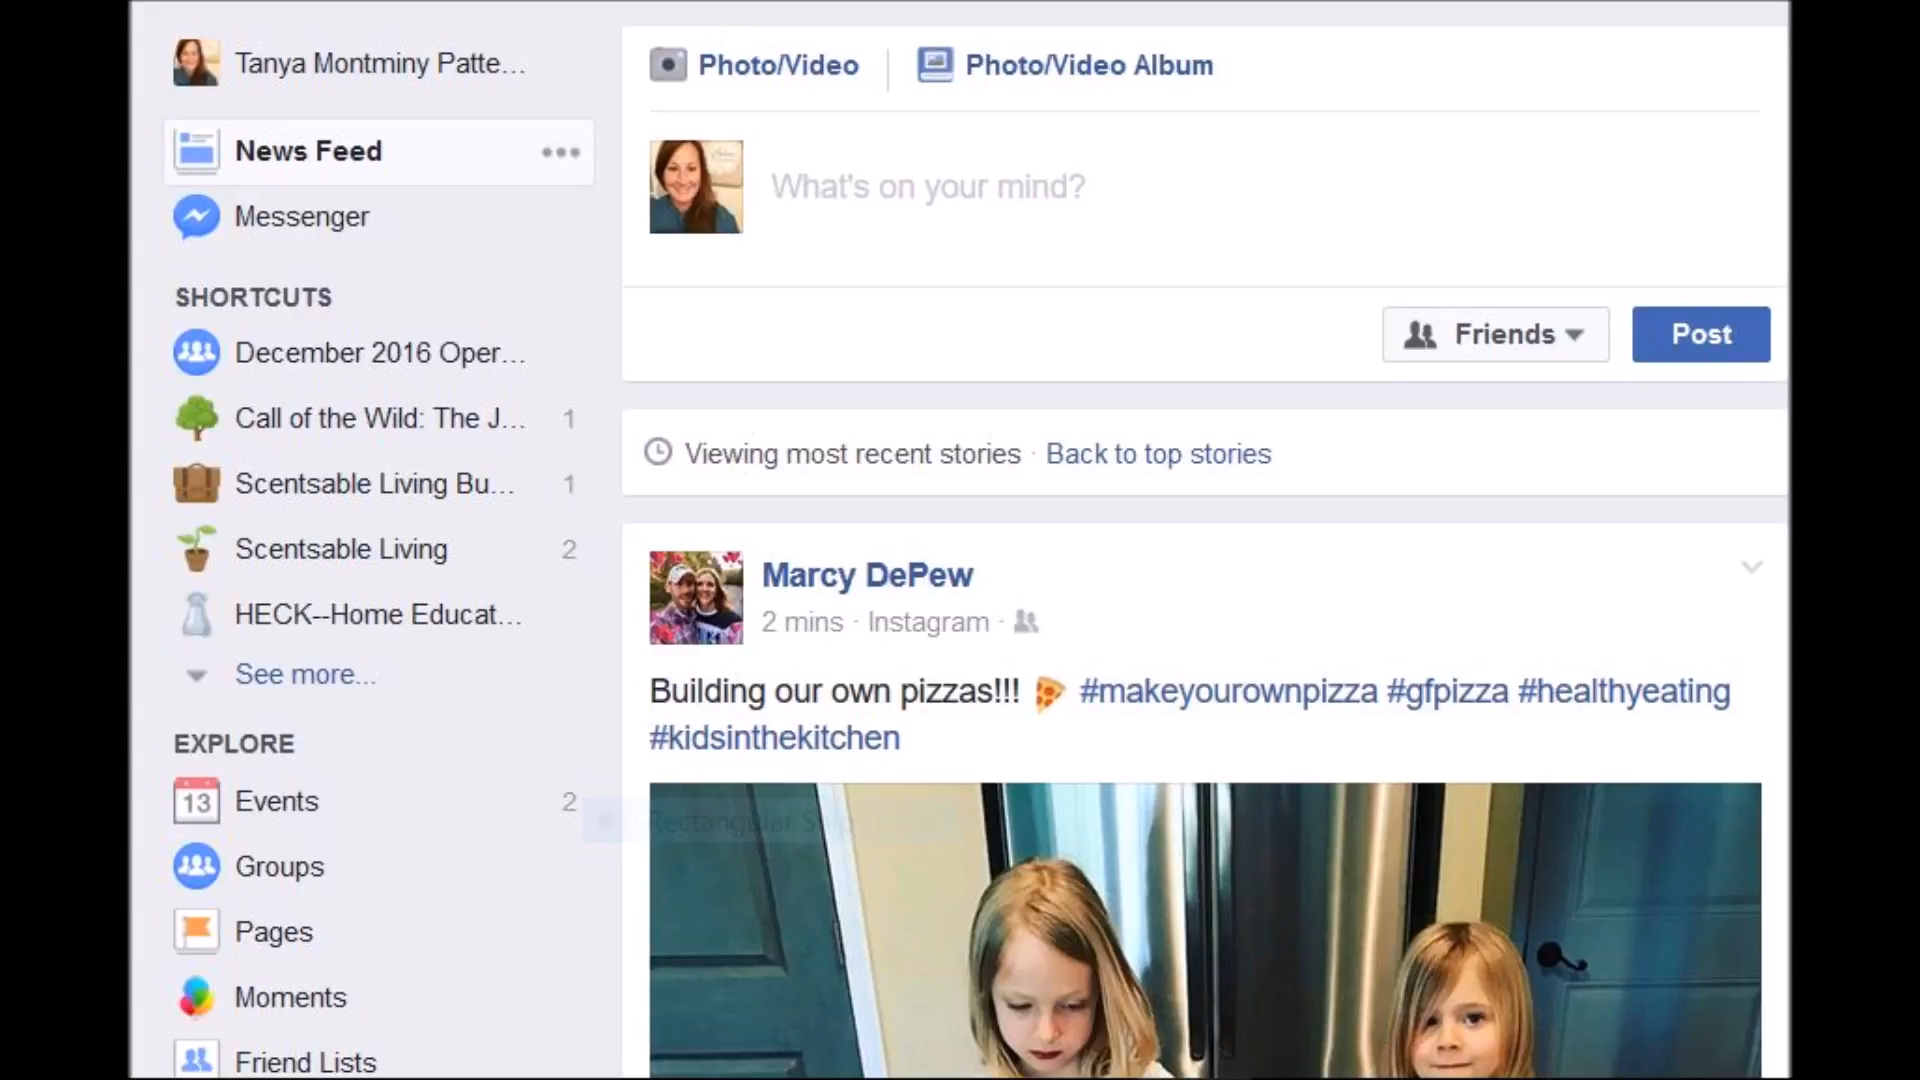 Tanya Montminy Patte...
News Feed
Messenger
SHORTCUTS
December 2016 Oper...
Call of the Wild: The J... 1
Scentsable Living Bu... 1
Scentsable Living 2
HECK--Home Educat...
See more...
EXPLORE
13 Events 2
Groups
Pages
Moments
Friend Lists
Photo/Video
Photo/Video Album
What's on your mind?
Friends
Post
Viewing most recent stories · Back to top stories
Marcy DePew
2 mins · Instagram ·
Building our own pizzas!!! 🍕 #makeyourownpizza #gfpizza #healthyeating
#kidsinthekitchen
Rectangular Snip